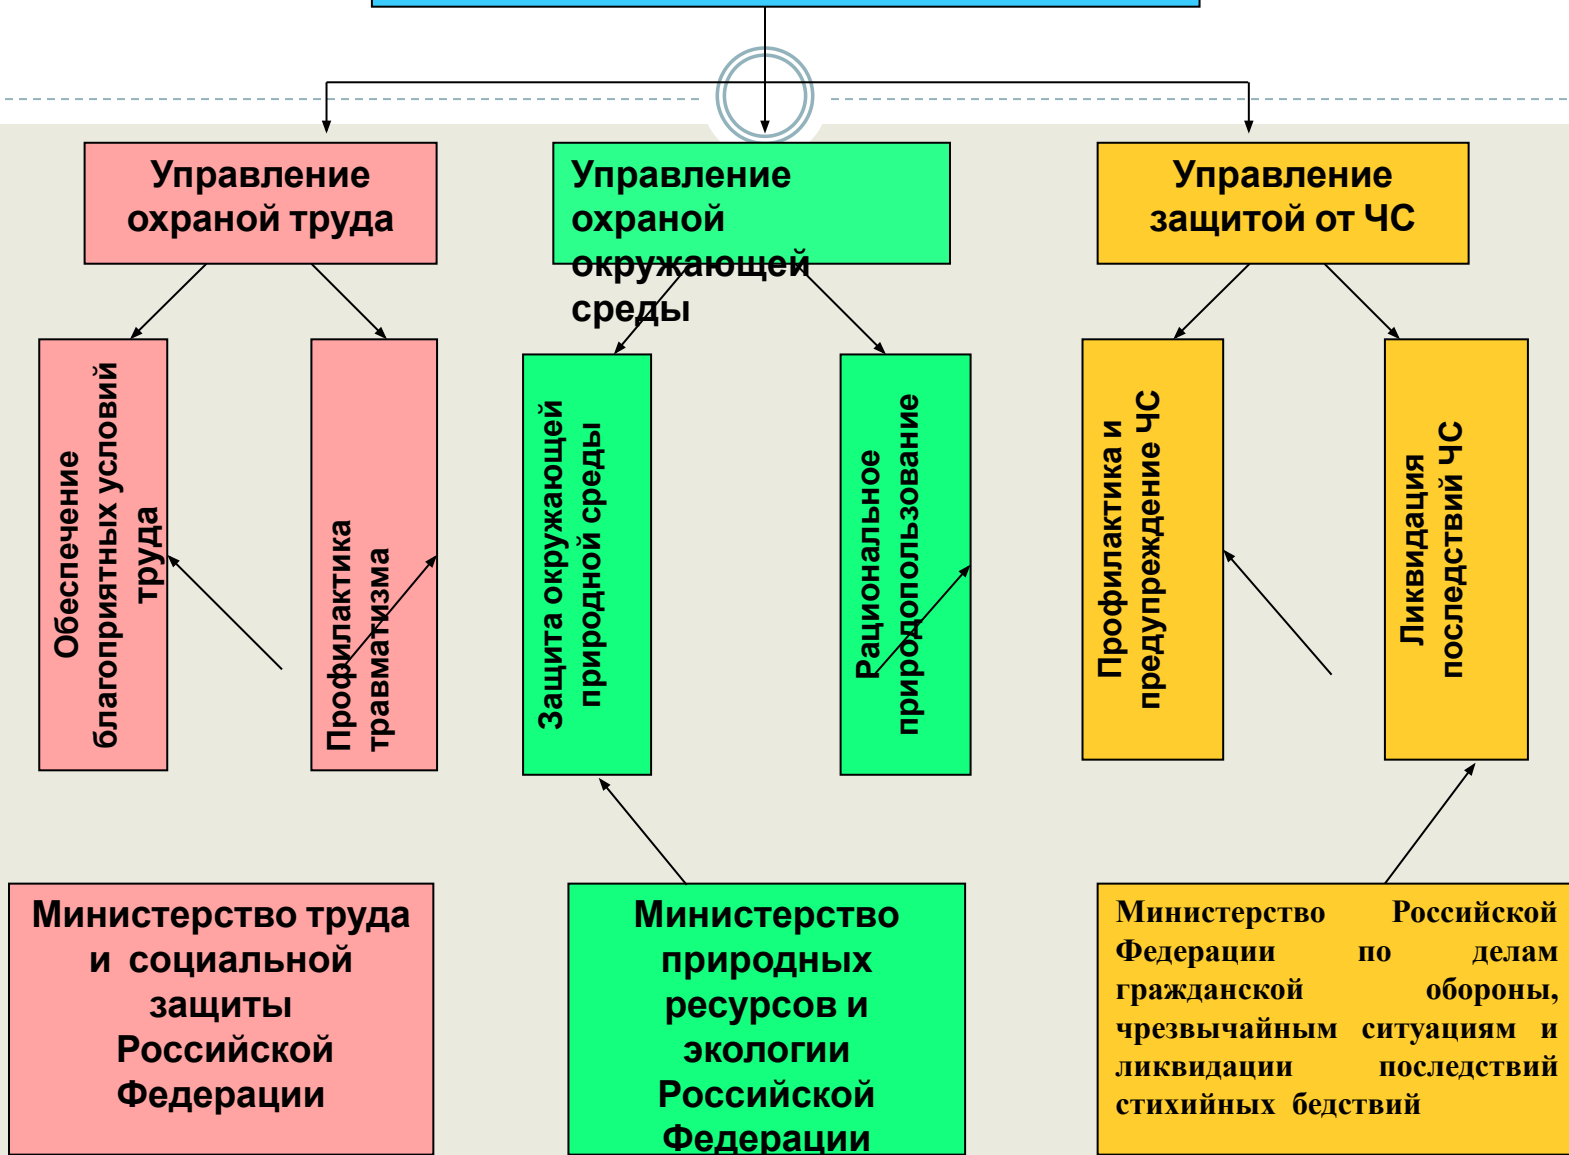 Управление
охраной труда
Управление
охраной
окружающей
среды
Управление
защитой от ЧС
Обеспечение
благоприятных условий
труда
Профилактика
травматизма
Защита окружающей
природной среды
Рациональное
природопользование
Профилактика и
предупреждение ЧС
Ликвидация
последствий ЧС
Министерство труда
и социальной
защиты
Российской
Федерации
Министерство
природных
ресурсов и
экологии
Российской
Федерации
Министерство Российской
Федерации по делам
гражданской обороны,
чрезвычайным ситуациям и
ликвидации последствий
стихийных бедствий